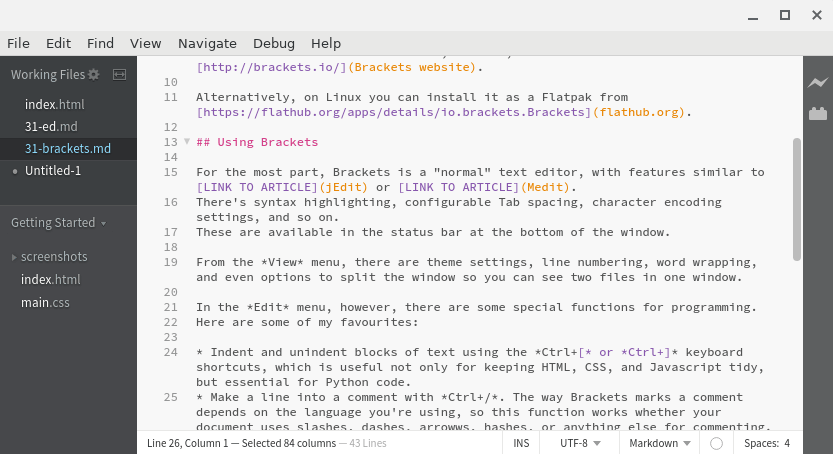 File Edit Find View Navigate Debug Help
Working Files
index.html
31-ed.md
31-brackets.md
Untitled-1
Getting Started
screenshots
index.html
main.css
[http://brackets.io/](Brackets website).
10
11 Alternatively, on Linux you can install it as a Flatpak from
[https://flathub.org/apps/details/io.brackets.Brackets](flathub.org).
12
13 ## Using Brackets
14
15 For the most part, Brackets is a "normal" text editor, with features similar to
[LINK TO ARTICLE](jEdit) or [LINK TO ARTICLE](Medit).
16 There's syntax highlighting, configurable Tab spacing, character encoding
settings, and so on.
17 These are available in the status bar at the bottom of the window.
18
19 From the *View* menu, there are theme settings, line numbering, word wrapping,
and even options to split the window so you can see two files in one window.
20
21 In the *Edit* menu, however, there are some special functions for programming.
22 Here are some of my favourites:
23
24 * Indent and unindent blocks of text using the *Ctrl+[* or *Ctrl+]* keyboard
shortcuts, which is useful not only for keeping HTML, CSS, and Javascript tidy,
but essential for Python code.
25 * Make a line into a comment with *Ctrl+/*. The way Brackets marks a comment
depends on the language you're using, so this function works whether your
document uses slashes, dashes, arrowws, hashes, or anything else for commenting.
Line 26, Column 1 — Selected 84 columns — 43 Lines INS UTF-8 Markdown Spaces: 4